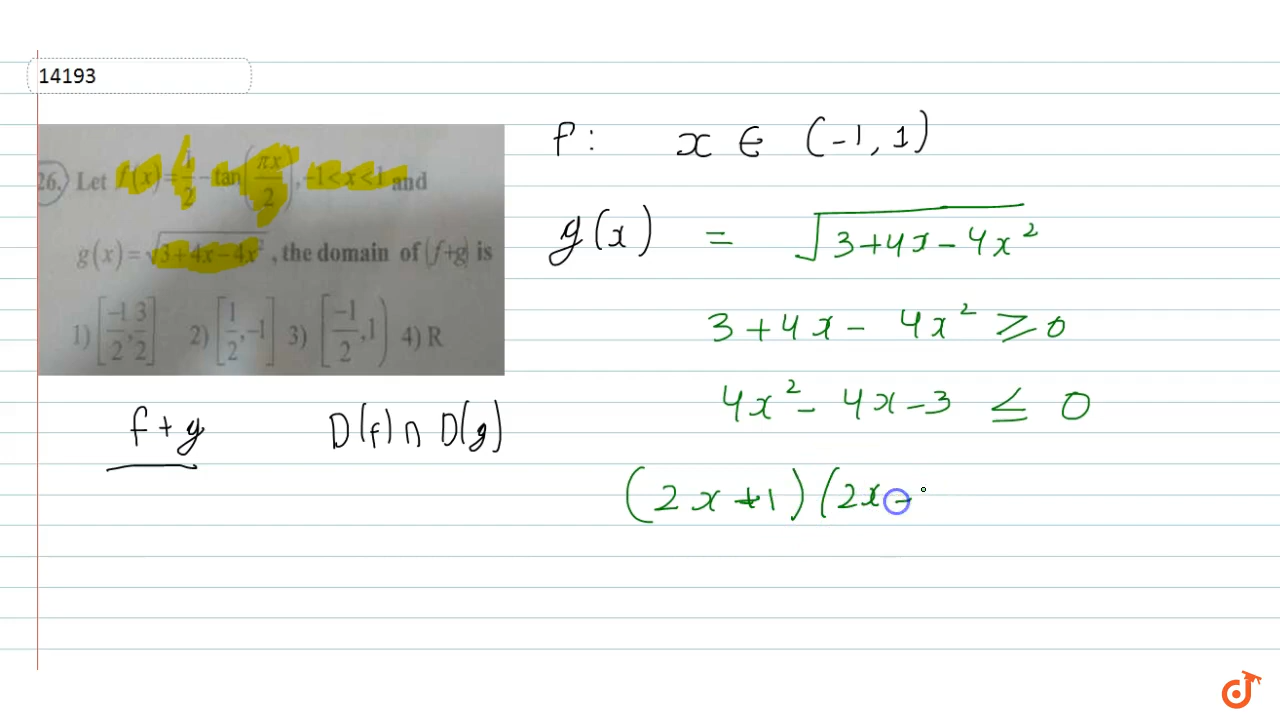 14193
26. Let f(x) = 1/2 - tan(πx/2), -1 < x < 1 and
g(x) = √(3+4x-4x²), the domain of (f+g) is
1) [-1/2, 3/2] 2) [1/2, -1] 3) [-1/2, 1) 4) R
f + g D(f) ∩ D(g)
f : x ∈ (-1, 1)
g(x) = √(3+4x-4x²)
3 + 4x - 4x² ≥ 0
4x² - 4x - 3 ≤ 0
(2x + 1)(2x -